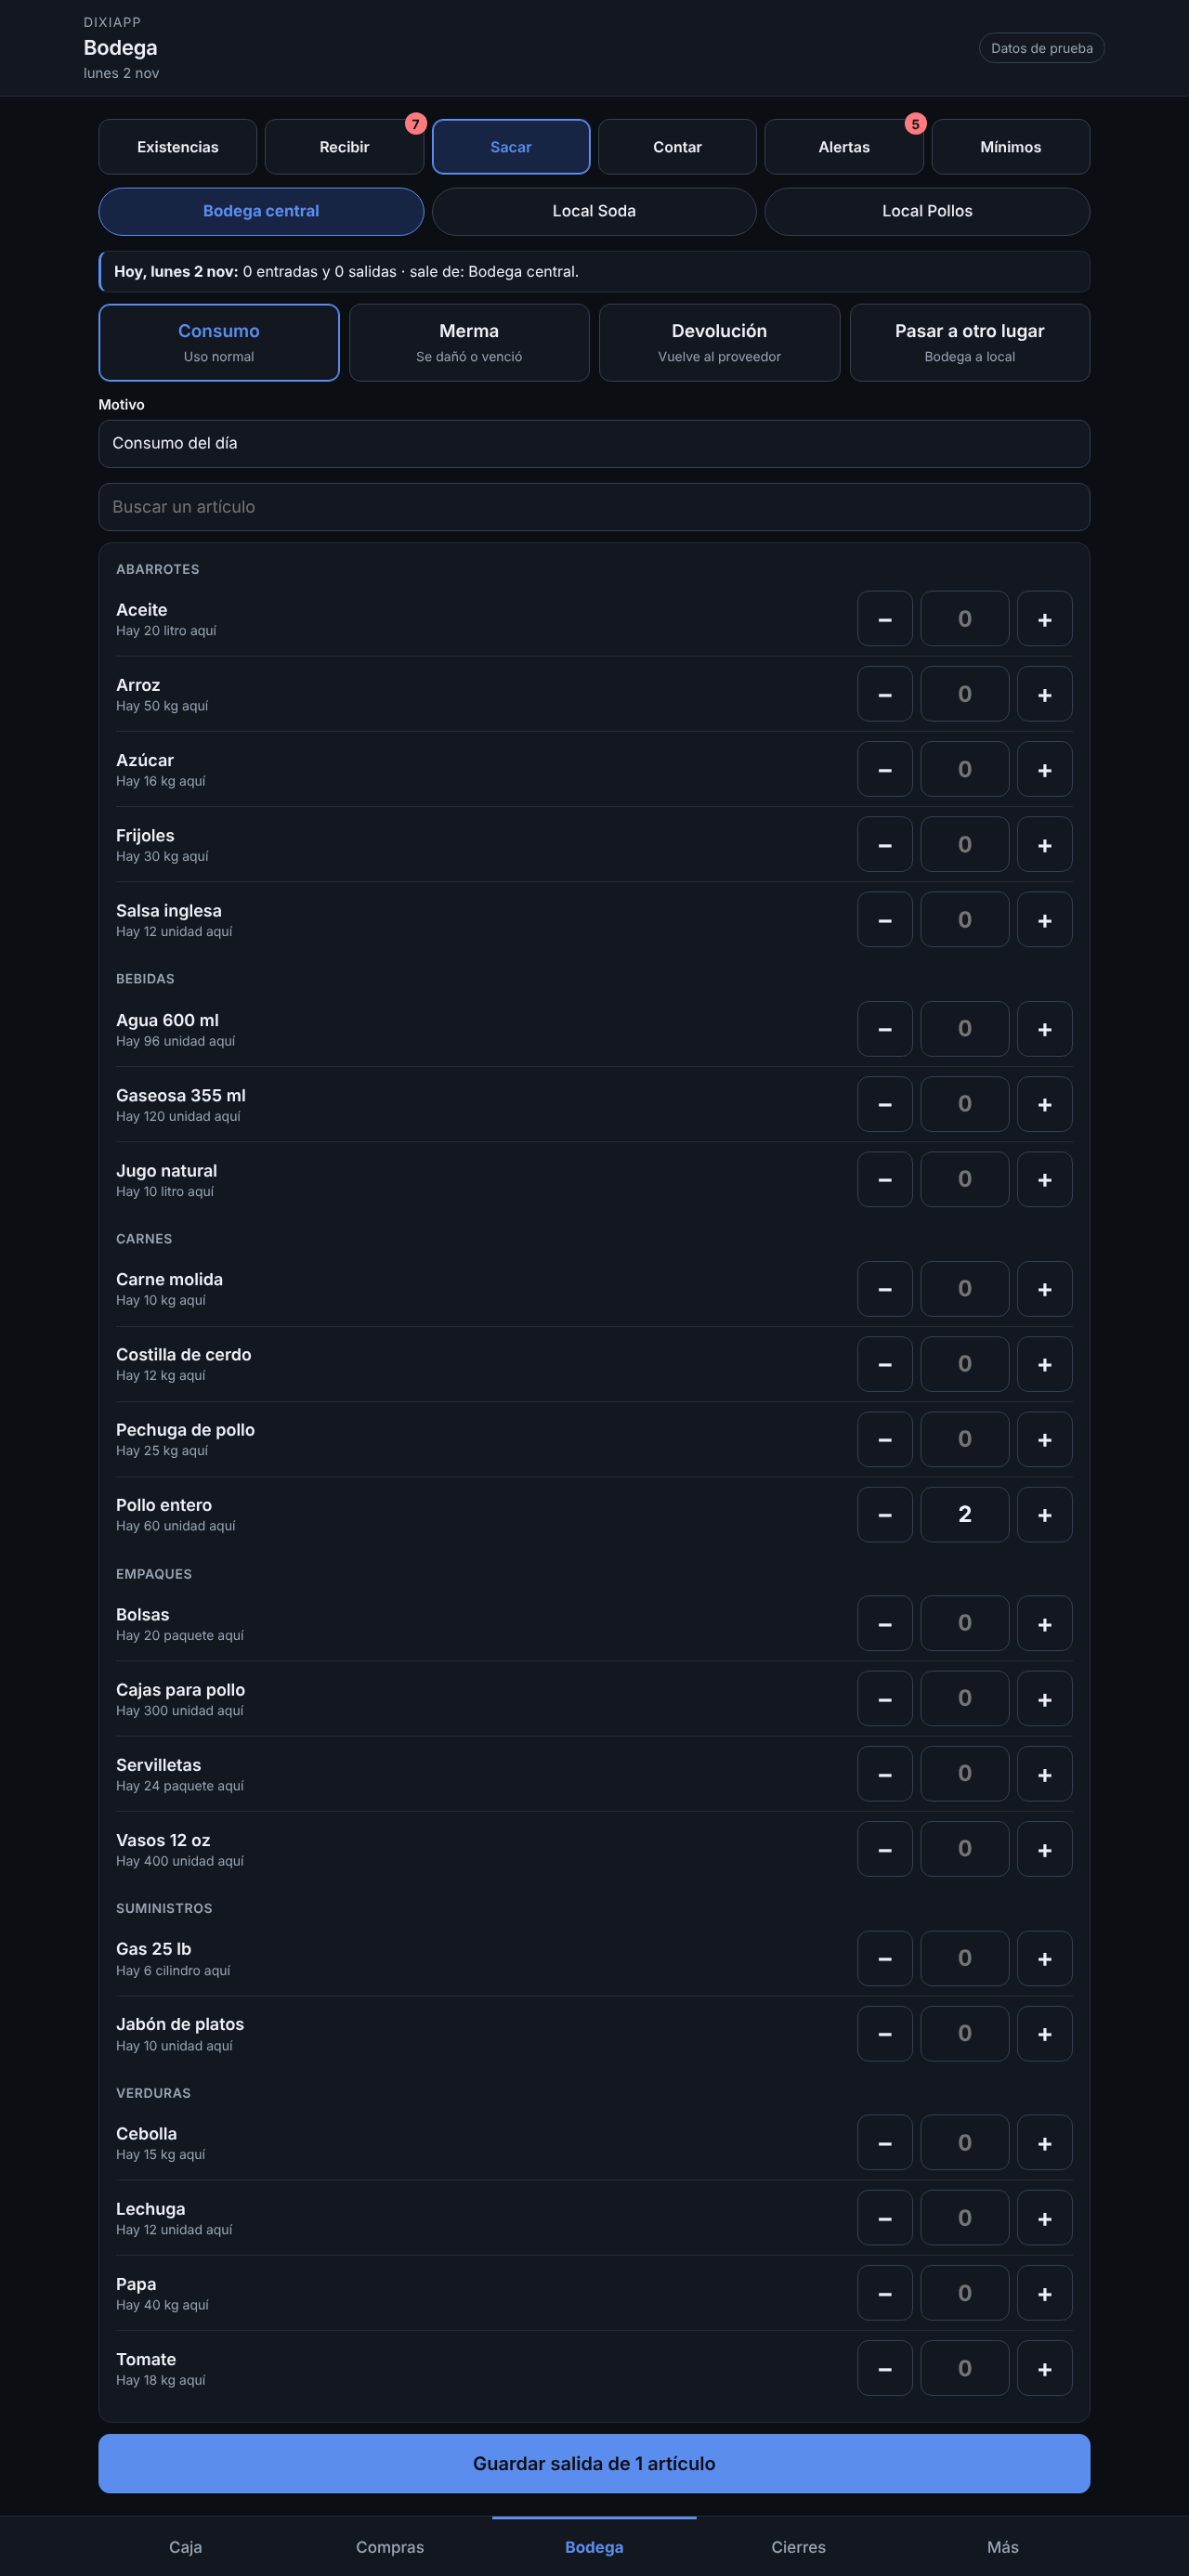 DIXIAPP
Bodega
lunes 2 nov
Datos de prueba
Existencias
Recibir
7
Sacar
Contar
Alertas
5
Mínimos
Bodega central
Local Soda
Local Pollos
Hoy, lunes 2 nov: 0 entradas y 0 salidas · sale de: Bodega central.
Consumo
Uso normal
Merma
Se dañó o venció
Devolución
Vuelve al proveedor
Pasar a otro lugar
Bodega a local
Motivo
Consumo del día
Buscar un artículo
ABARROTES
Aceite
Hay 20 litro aquí
− 0 +
Arroz
Hay 50 kg aquí
− 0 +
Azúcar
Hay 16 kg aquí
− 0 +
Frijoles
Hay 30 kg aquí
− 0 +
Salsa inglesa
Hay 12 unidad aquí
− 0 +
BEBIDAS
Agua 600 ml
Hay 96 unidad aquí
− 0 +
Gaseosa 355 ml
Hay 120 unidad aquí
− 0 +
Jugo natural
Hay 10 litro aquí
− 0 +
CARNES
Carne molida
Hay 10 kg aquí
− 0 +
Costilla de cerdo
Hay 12 kg aquí
− 0 +
Pechuga de pollo
Hay 25 kg aquí
− 0 +
Pollo entero
Hay 60 unidad aquí
− 2 +
EMPAQUES
Bolsas
Hay 20 paquete aquí
− 0 +
Cajas para pollo
Hay 300 unidad aquí
− 0 +
Servilletas
Hay 24 paquete aquí
− 0 +
Vasos 12 oz
Hay 400 unidad aquí
− 0 +
SUMINISTROS
Gas 25 lb
Hay 6 cilindro aquí
− 0 +
Jabón de platos
Hay 10 unidad aquí
− 0 +
VERDURAS
Cebolla
Hay 15 kg aquí
− 0 +
Lechuga
Hay 12 unidad aquí
− 0 +
Papa
Hay 40 kg aquí
− 0 +
Tomate
Hay 18 kg aquí
− 0 +
Guardar salida de 1 artículo
Caja
Compras
Bodega
Cierres
Más